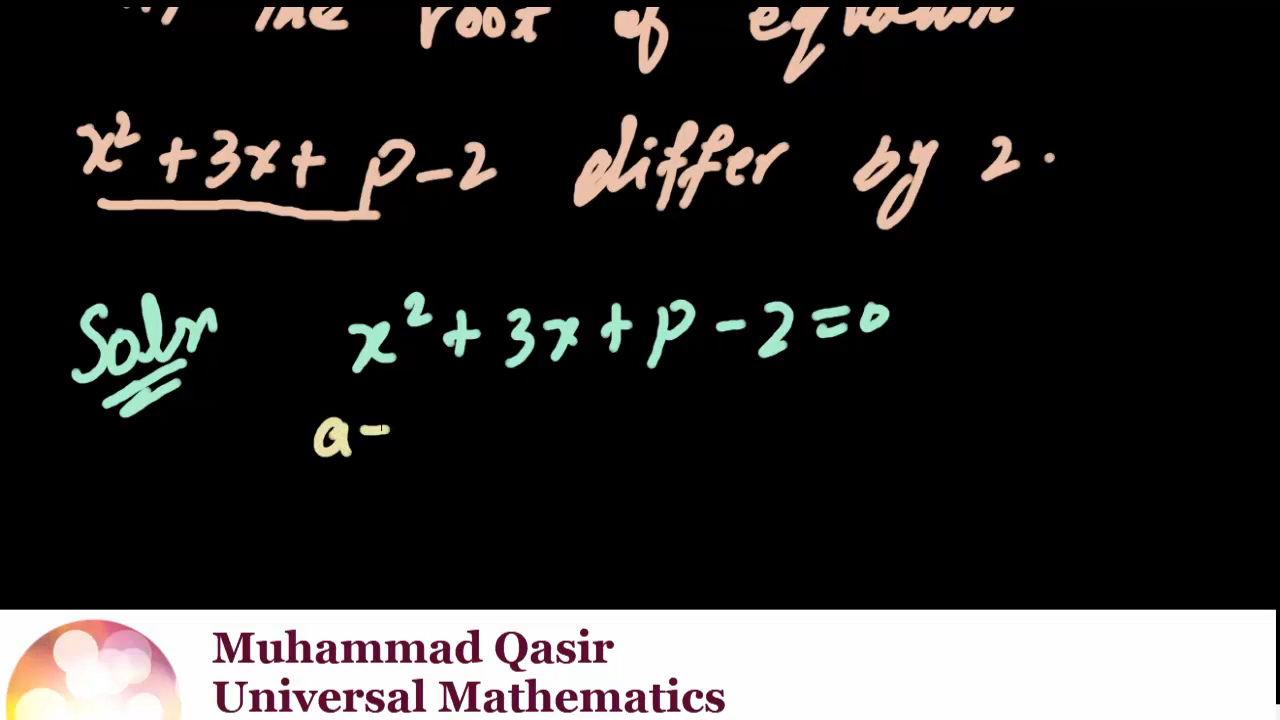 the root of equation
x² + 3x + p - 2 differ by 2.
Soln x² + 3x + p - 2 = 0
a =
Muhammad Qasir
Universal Mathematics